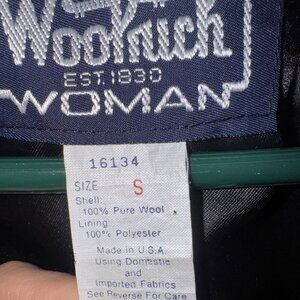 Woolrich
EST. 1830
WOMAN
16134
SIZE S
Shell:
100% Pure Wool
Lining:
100% Polyester
Made in U.S.A.
Using Domestic
and
Imported Fabrics
See Reverse For Care